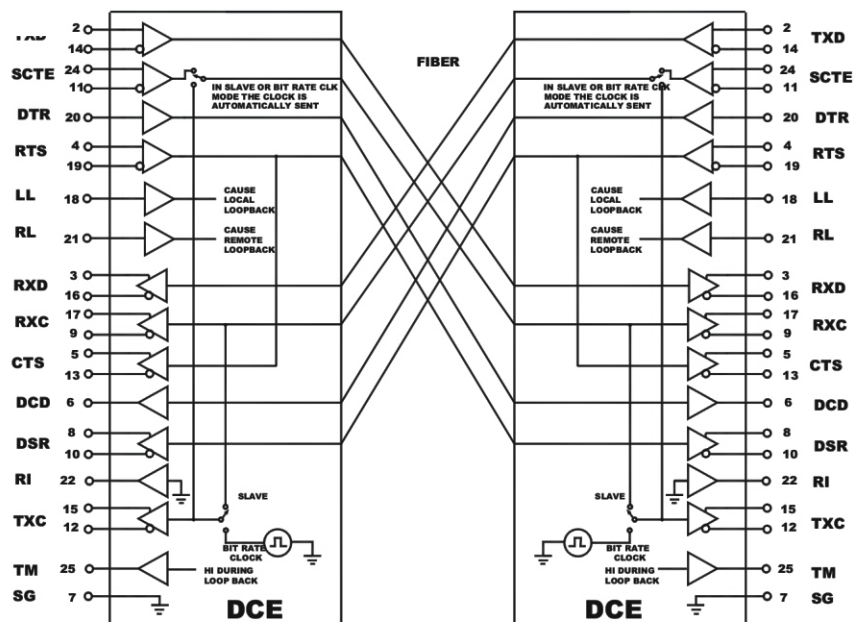 2 2
TXD FIBER TXD
14 14
24 24
SCTE SCTE
11 11
IN SLAVE OR BIT RATE CLK
MODE THE CLOCK IS
AUTOMATICALLY SENT
IN SLAVE OR BIT RATE CLK
MODE THE CLOCK IS
AUTOMATICALLY SENT
DTR 20 20 DTR
4 4
RTS RTS
19 19
LL 18 18 LL
CAUSE
LOCAL
LOOPBACK
CAUSE
LOCAL
LOOPBACK
RL 21 21 RL
CAUSE
REMOTE
LOOPBACK
CAUSE
REMOTE
LOOPBACK
3 3
RXD RXD
16 16
17 17
RXC RXC
9 9
5 5
CTS CTS
13 13
DCD 6 6 DCD
8 8
DSR DSR
10 10
RI 22 22 RI
SLAVE SLAVE
15 15
TXC TXC
12 12
BIT RATE
CLOCK
BIT RATE
CLOCK
TM 25 25 TM
HI DURING
LOOP BACK
HI DURING
LOOP BACK
SG 7 7 SG
DCE DCE